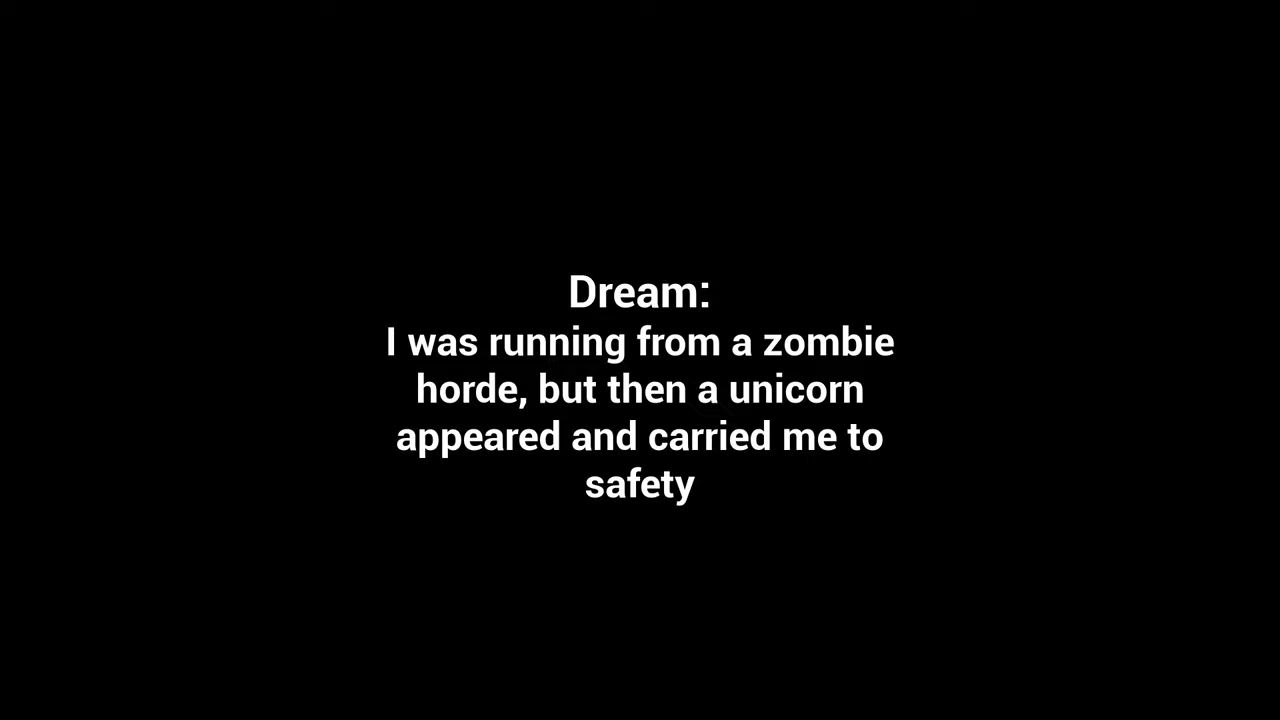 Dream:
I was running from a zombie
horde, but then a unicorn
appeared and carried me to
safety